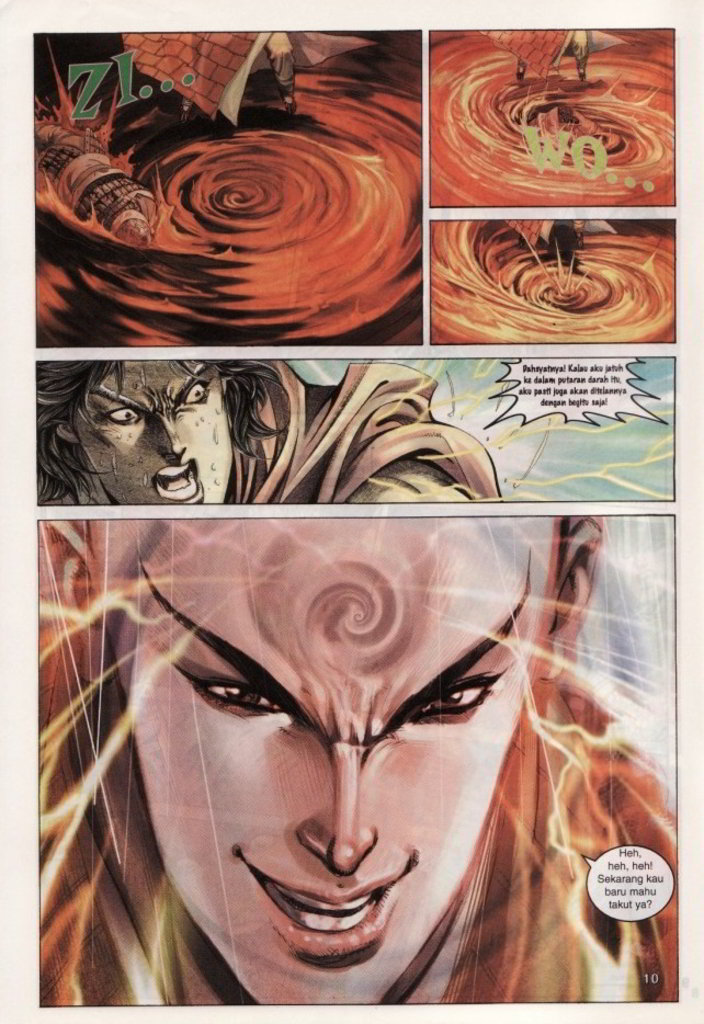 ZI...
WO...
Dahsyatnya! Kalau aku jatuh
ke dalam putaran darah itu,
aku pasti juga akan ditelannya
dengan begitu saja!
Heh,
heh, heh!
Sekarang kau
baru mahu
takut ya?
10